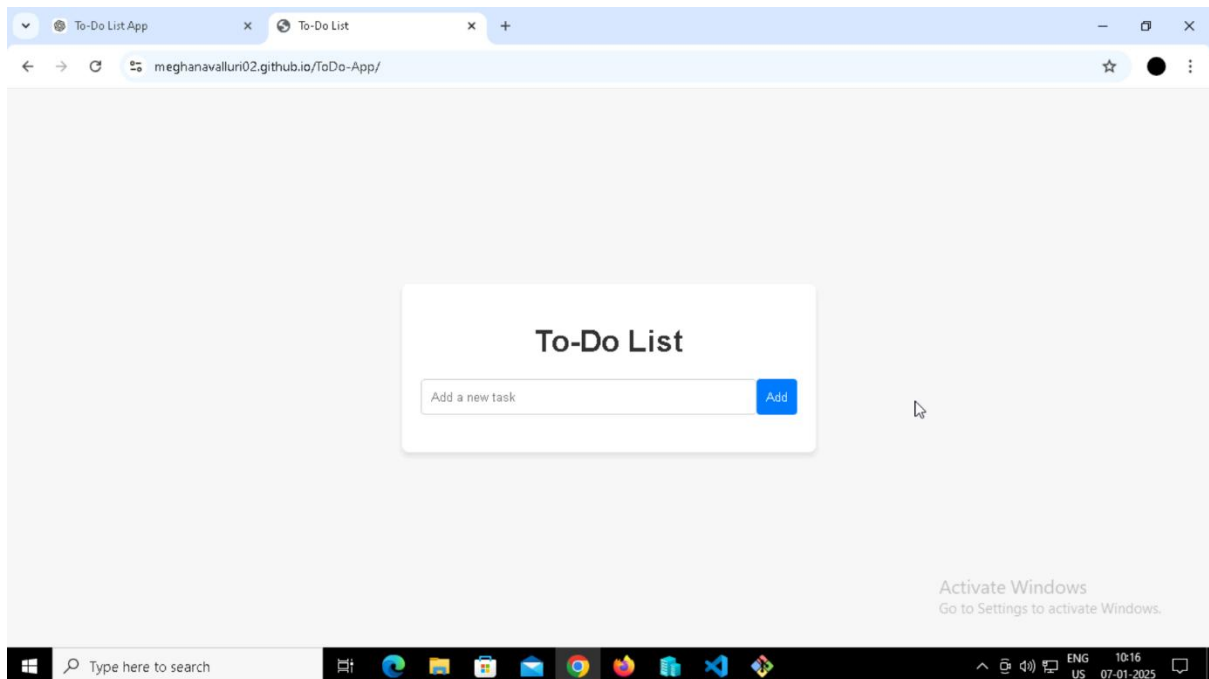 To-Do List App
To-Do List
meghanavalluri02.github.io/ToDo-App/
To-Do List
Add a new task
Add
Activate Windows
Go to Settings to activate Windows.
Type here to search
ENG
US
10:16
07-01-2025